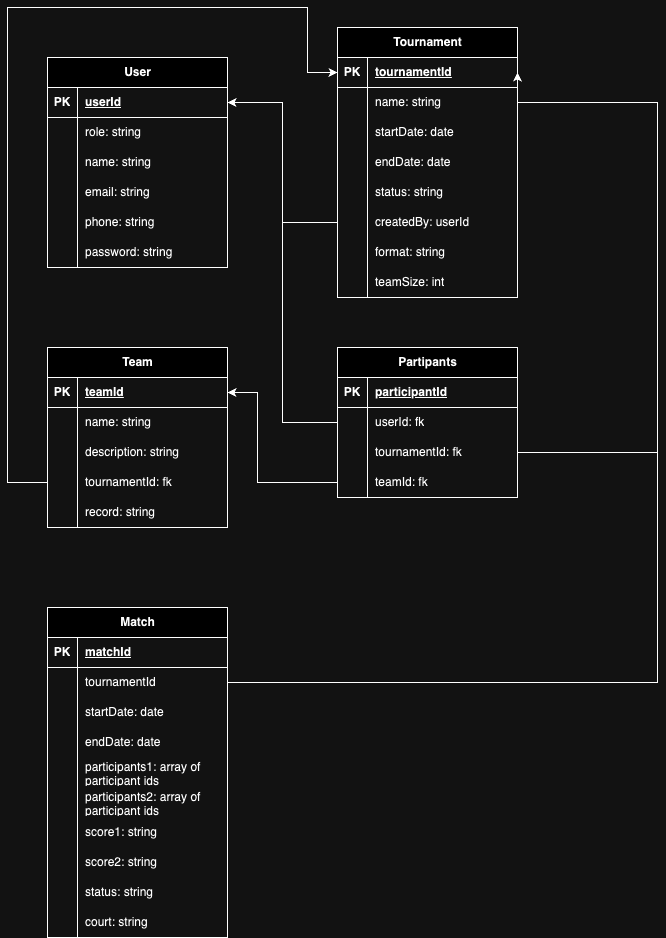 User
PK userId
role: string
name: string
email: string
phone: string
password: string
Tournament
PK tournamentId
name: string
startDate: date
endDate: date
status: string
createdBy: userId
format: string
teamSize: int
Team
PK teamId
name: string
description: string
tournamentId: fk
record: string
Partipants
PK participantId
userId: fk
tournamentId: fk
teamId: fk
Match
PK matchId
tournamentId
startDate: date
endDate: date
participants1: array of
participant ids
participants2: array of
participant ids
score1: string
score2: string
status: string
court: string